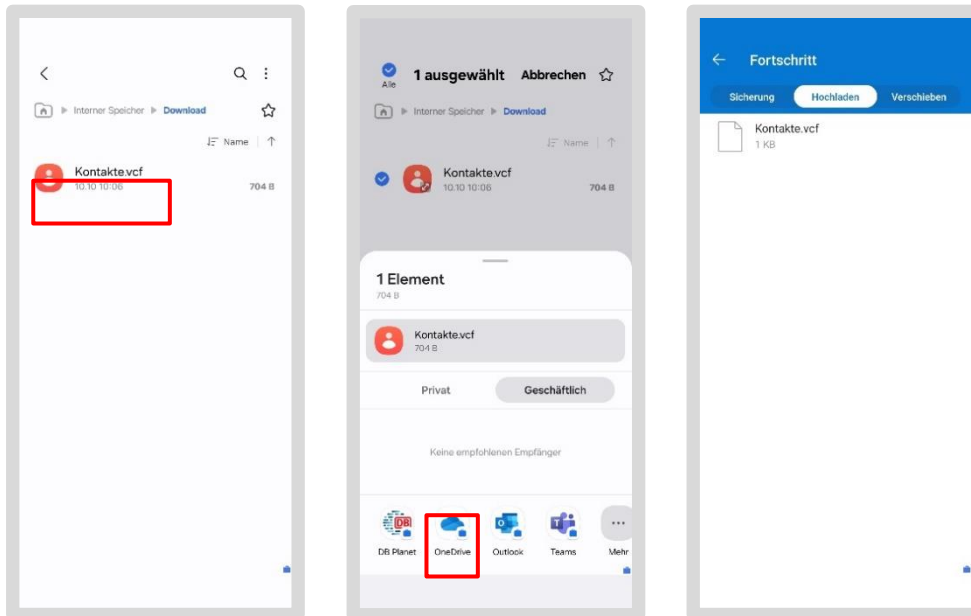 Interner Speicher
Download
Name
Kontakte.vcf
10.10 10:06
704 B
Alle
1 ausgewählt
Abbrechen
Interner Speicher
Download
Name
Kontakte.vcf
10.10 10:06
704 B
1 Element
704 B
Kontakte.vcf
704 B
Privat
Geschäftlich
Keine empfohlenen Empfänger
DB
DB Planet
OneDrive
Outlook
Teams
Mehr
Fortschritt
Sicherung
Hochladen
Verschieben
Kontakte.vcf
1 KB